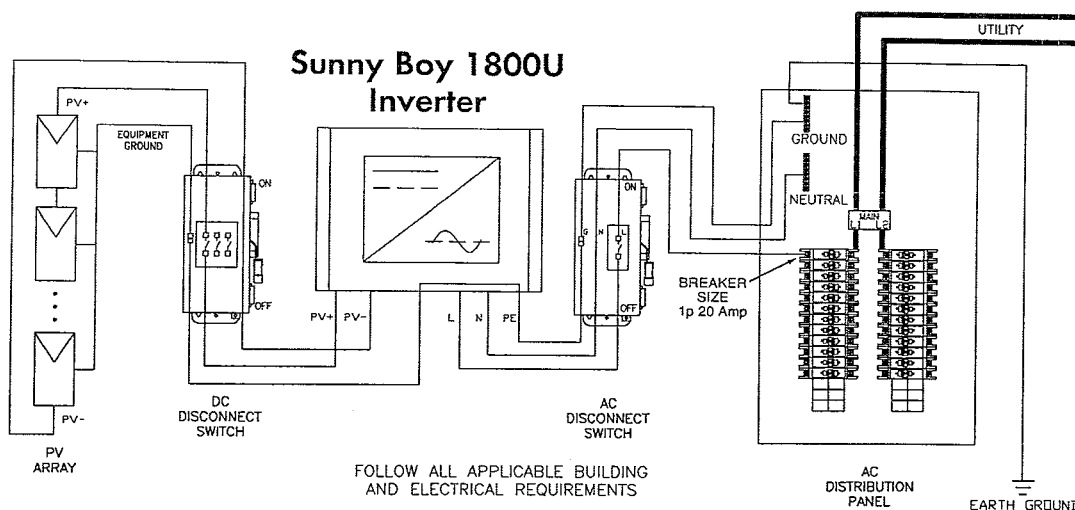 UTILITY
Sunny Boy 1800U
Inverter
PV+
EQUIPMENT
GROUND
GROUND
NEUTRAL
MAIN
L1
L2
ON
ON
G
N
L
OFF
OFF
BREAKER
SIZE
1p 20 Amp
PV+
PV-
L
N
PE
PV-
PV
ARRAY
DC
DISCONNECT
SWITCH
AC
DISCONNECT
SWITCH
FOLLOW ALL APPLICABLE BUILDING
AND ELECTRICAL REQUIREMENTS
AC
DISTRIBUTION
PANEL
EARTH GROUND